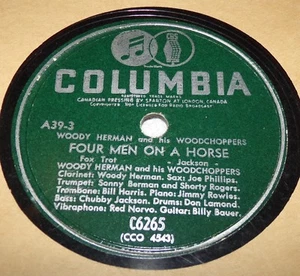 CBS
COLUMBIA
CANADIAN PRESSING BY SPARTON AT LONDON, CANADA
A39-3
WOODY HERMAN and his WOODCHOPPERS
FOUR MEN ON A HORSE
Fox Trot - Jackson -
WOODY HERMAN and his WOODCHOPPERS
Clarinet: Woody Herman. Sax: Joe Phillips.
Trumpet: Sonny Berman and Shorty Rogers.
Trombone: Bill Harris. Piano: Jimmy Rowles.
Bass: Chubby Jackson. Drums: Don Lamond.
Vibraphone: Red Norvo. Guitar: Billy Bauer.
C6265
(CCO 4543)